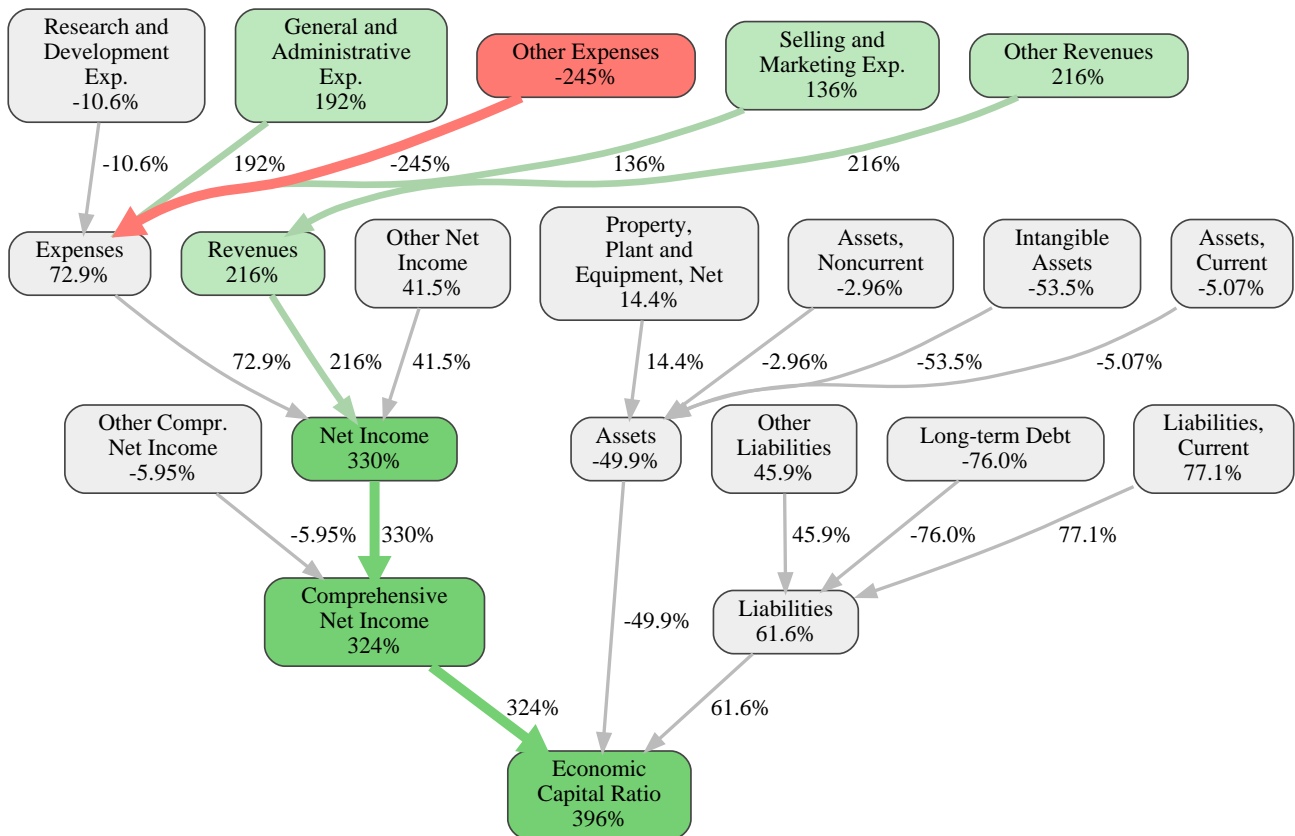 Research and
Development
Exp.
-10.6%
General and
Administrative
Exp.
192%
Other Expenses
-245%
Selling and
Marketing Exp.
136%
Other Revenues
216%
-10.6%
192%
-245%
136%
216%
Expenses
72.9%
Revenues
216%
Other Net
Income
41.5%
Property,
Plant and
Equipment, Net
14.4%
Assets,
Noncurrent
-2.96%
Intangible
Assets
-53.5%
Assets,
Current
-5.07%
72.9%
216%
41.5%
14.4%
-2.96%
-53.5%
-5.07%
Other Compr.
Net Income
-5.95%
Net Income
330%
Assets
-49.9%
Other
Liabilities
45.9%
Long-term Debt
-76.0%
Liabilities,
Current
77.1%
-5.95%
330%
45.9%
-76.0%
77.1%
Comprehensive
Net Income
324%
-49.9%
Liabilities
61.6%
324%
61.6%
Economic
Capital Ratio
396%